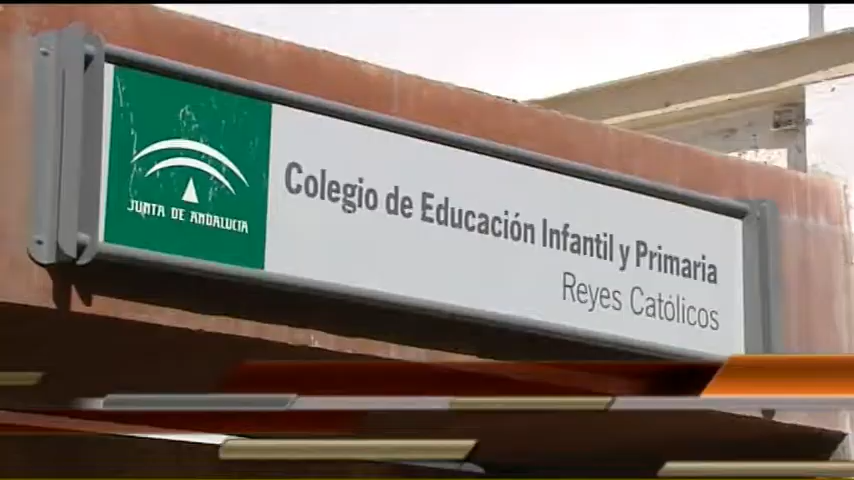 JUNTA DE ANDALUCIA
Colegio de Educación Infantil y Primaria
Reyes Católicos